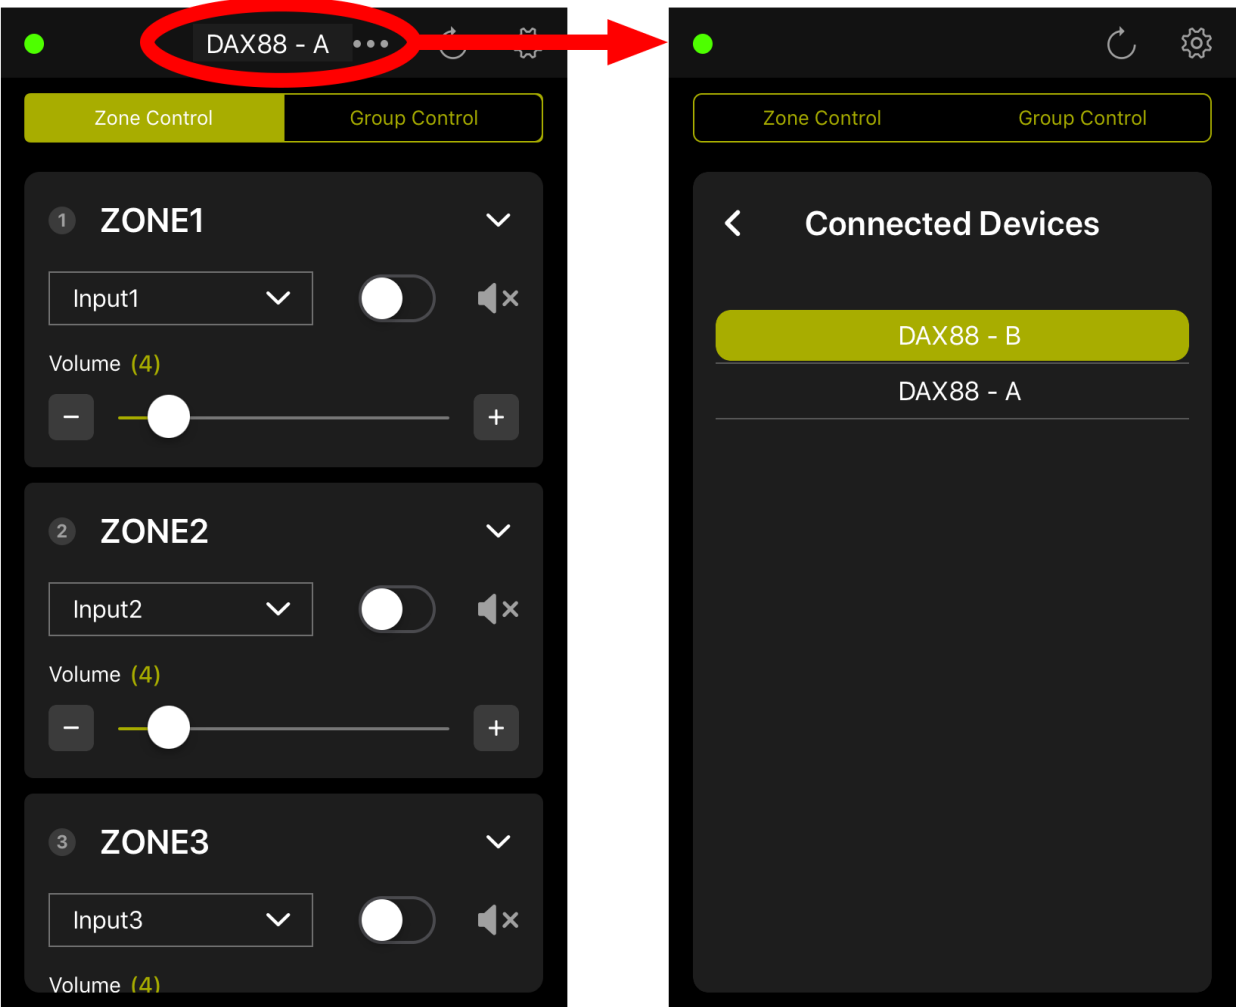 DAX88 - A
Zone Control Group Control
1 ZONE1
Input1
Volume (4)
2 ZONE2
Input2
Volume (4)
3 ZONE3
Input3
Volume (4)
Zone Control Group Control
Connected Devices
DAX88 - B
DAX88 - A